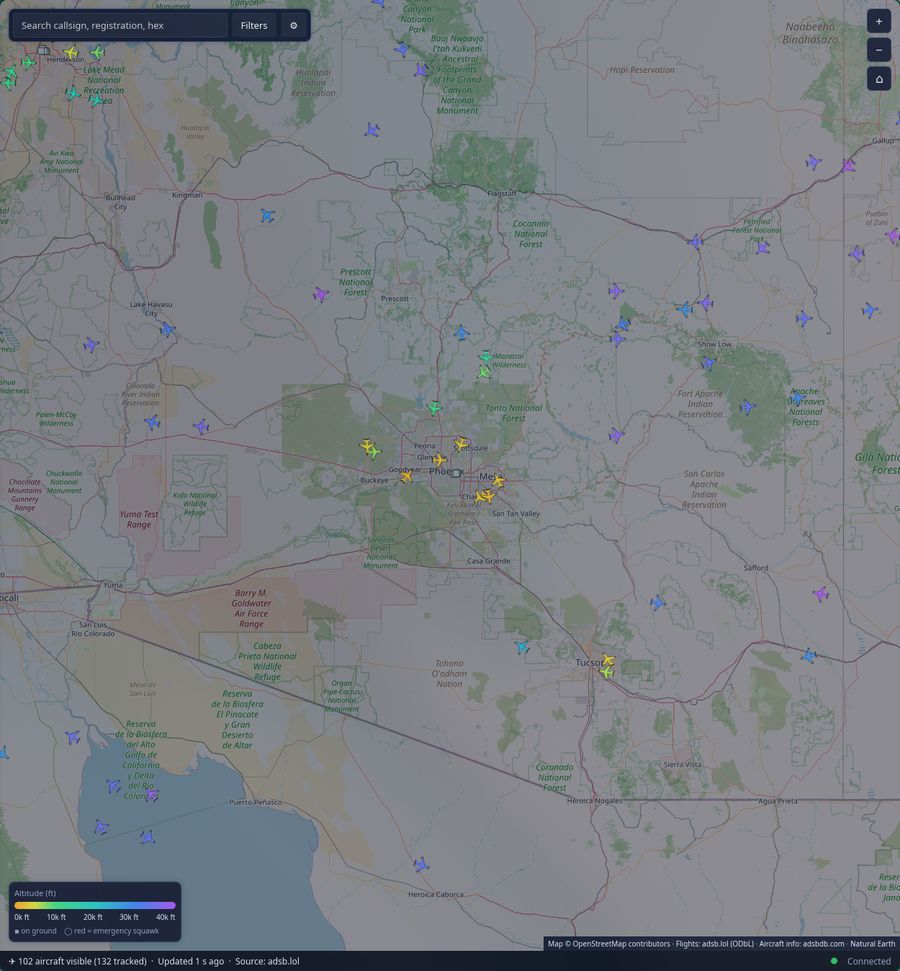 Search callsign, registration, hex
Filters
+
−
Canyon
National
Forest
Park
Baaj Nwaavjo
I'tah Kukveni
Ancestral
Footprints
of the Grand
Canyon
National
Monument
Naabeehó
Bináhásdzo
Hopi Reservation
Hualapai
Indian
Reservation
Henderson
Lake Mead
National
Recreation
Area
Hualapai
Valley
Avi Kwa
Ame National
Monument
Gallup
Bullhead
City
Kingman
Flagstaff
Pueblo
of Zuni
Petrified
Forest National
Park
Coconino
National
Forest
Prescott
National
Forest
Prescott
Lake Havasu
City
Show Low
Mazatzal
Wilderness
Colorado
River Indian
Reservation
Palen-McCoy
Wilderness
Tonto National
Forest
Fort Apache
Indian
Reservation
Apache
Sitgreaves
National
Forests
Peoria
Scottsdale
Goodyear
Phoenix
Mesa
Buckeye
Gila National
Forest
Chuckwalla
National
Monument
Chocolate
Mountains
Gunnery
Range
Kofa National
Wildlife
Refuge
Yuma Test
Range
San Carlos
Apache
Indian
Reservation
San Tan Valley
Sonoran
Desert
National
Monument
Casa Grande
Safford
Yuma
San Luis
Rio Colorado
Barry M.
Goldwater
Air Force
Range
Cabeza
Prieta National
Wildlife
Refuge
Tohono
O'odham
Nation
Tucson
Organ
Pipe Cactus
National
Monument
Mesa de
San Luis
Reserva
de la Biosfera
El Pinacate
y Gran
Desierto
de Altar
Reserva
de la Biosfera
del Alto
Golfo de
California
y Delta
del Río
Colorado
Coronado
National
Forest
Sierra Vista
Puerto Peñasco
Heroica Nogales
Agua Prieta
Heroica Caborca
Altitude (ft)
0k ft 10k ft 20k ft 30k ft 40k ft
on ground red = emergency squawk
Map © OpenStreetMap contributors · Flights: adsb.lol (ODbL) · Aircraft info: adsbdb.com · Natural Earth
102 aircraft visible (132 tracked) · Updated 1 s ago · Source: adsb.lol
Connected